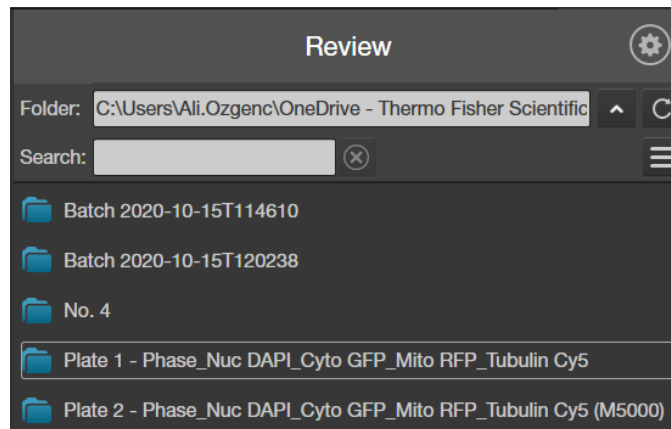 Review
Folder: C:\Users\Ali.Ozgenc\OneDrive - Thermo Fisher Scientific
Search:
Batch 2020-10-15T114610
Batch 2020-10-15T120238
No. 4
Plate 1 - Phase_Nuc DAPI_Cyto GFP_Mito RFP_Tubulin Cy5
Plate 2 - Phase_Nuc DAPI_Cyto GFP_Mito RFP_Tubulin Cy5 (M5000)